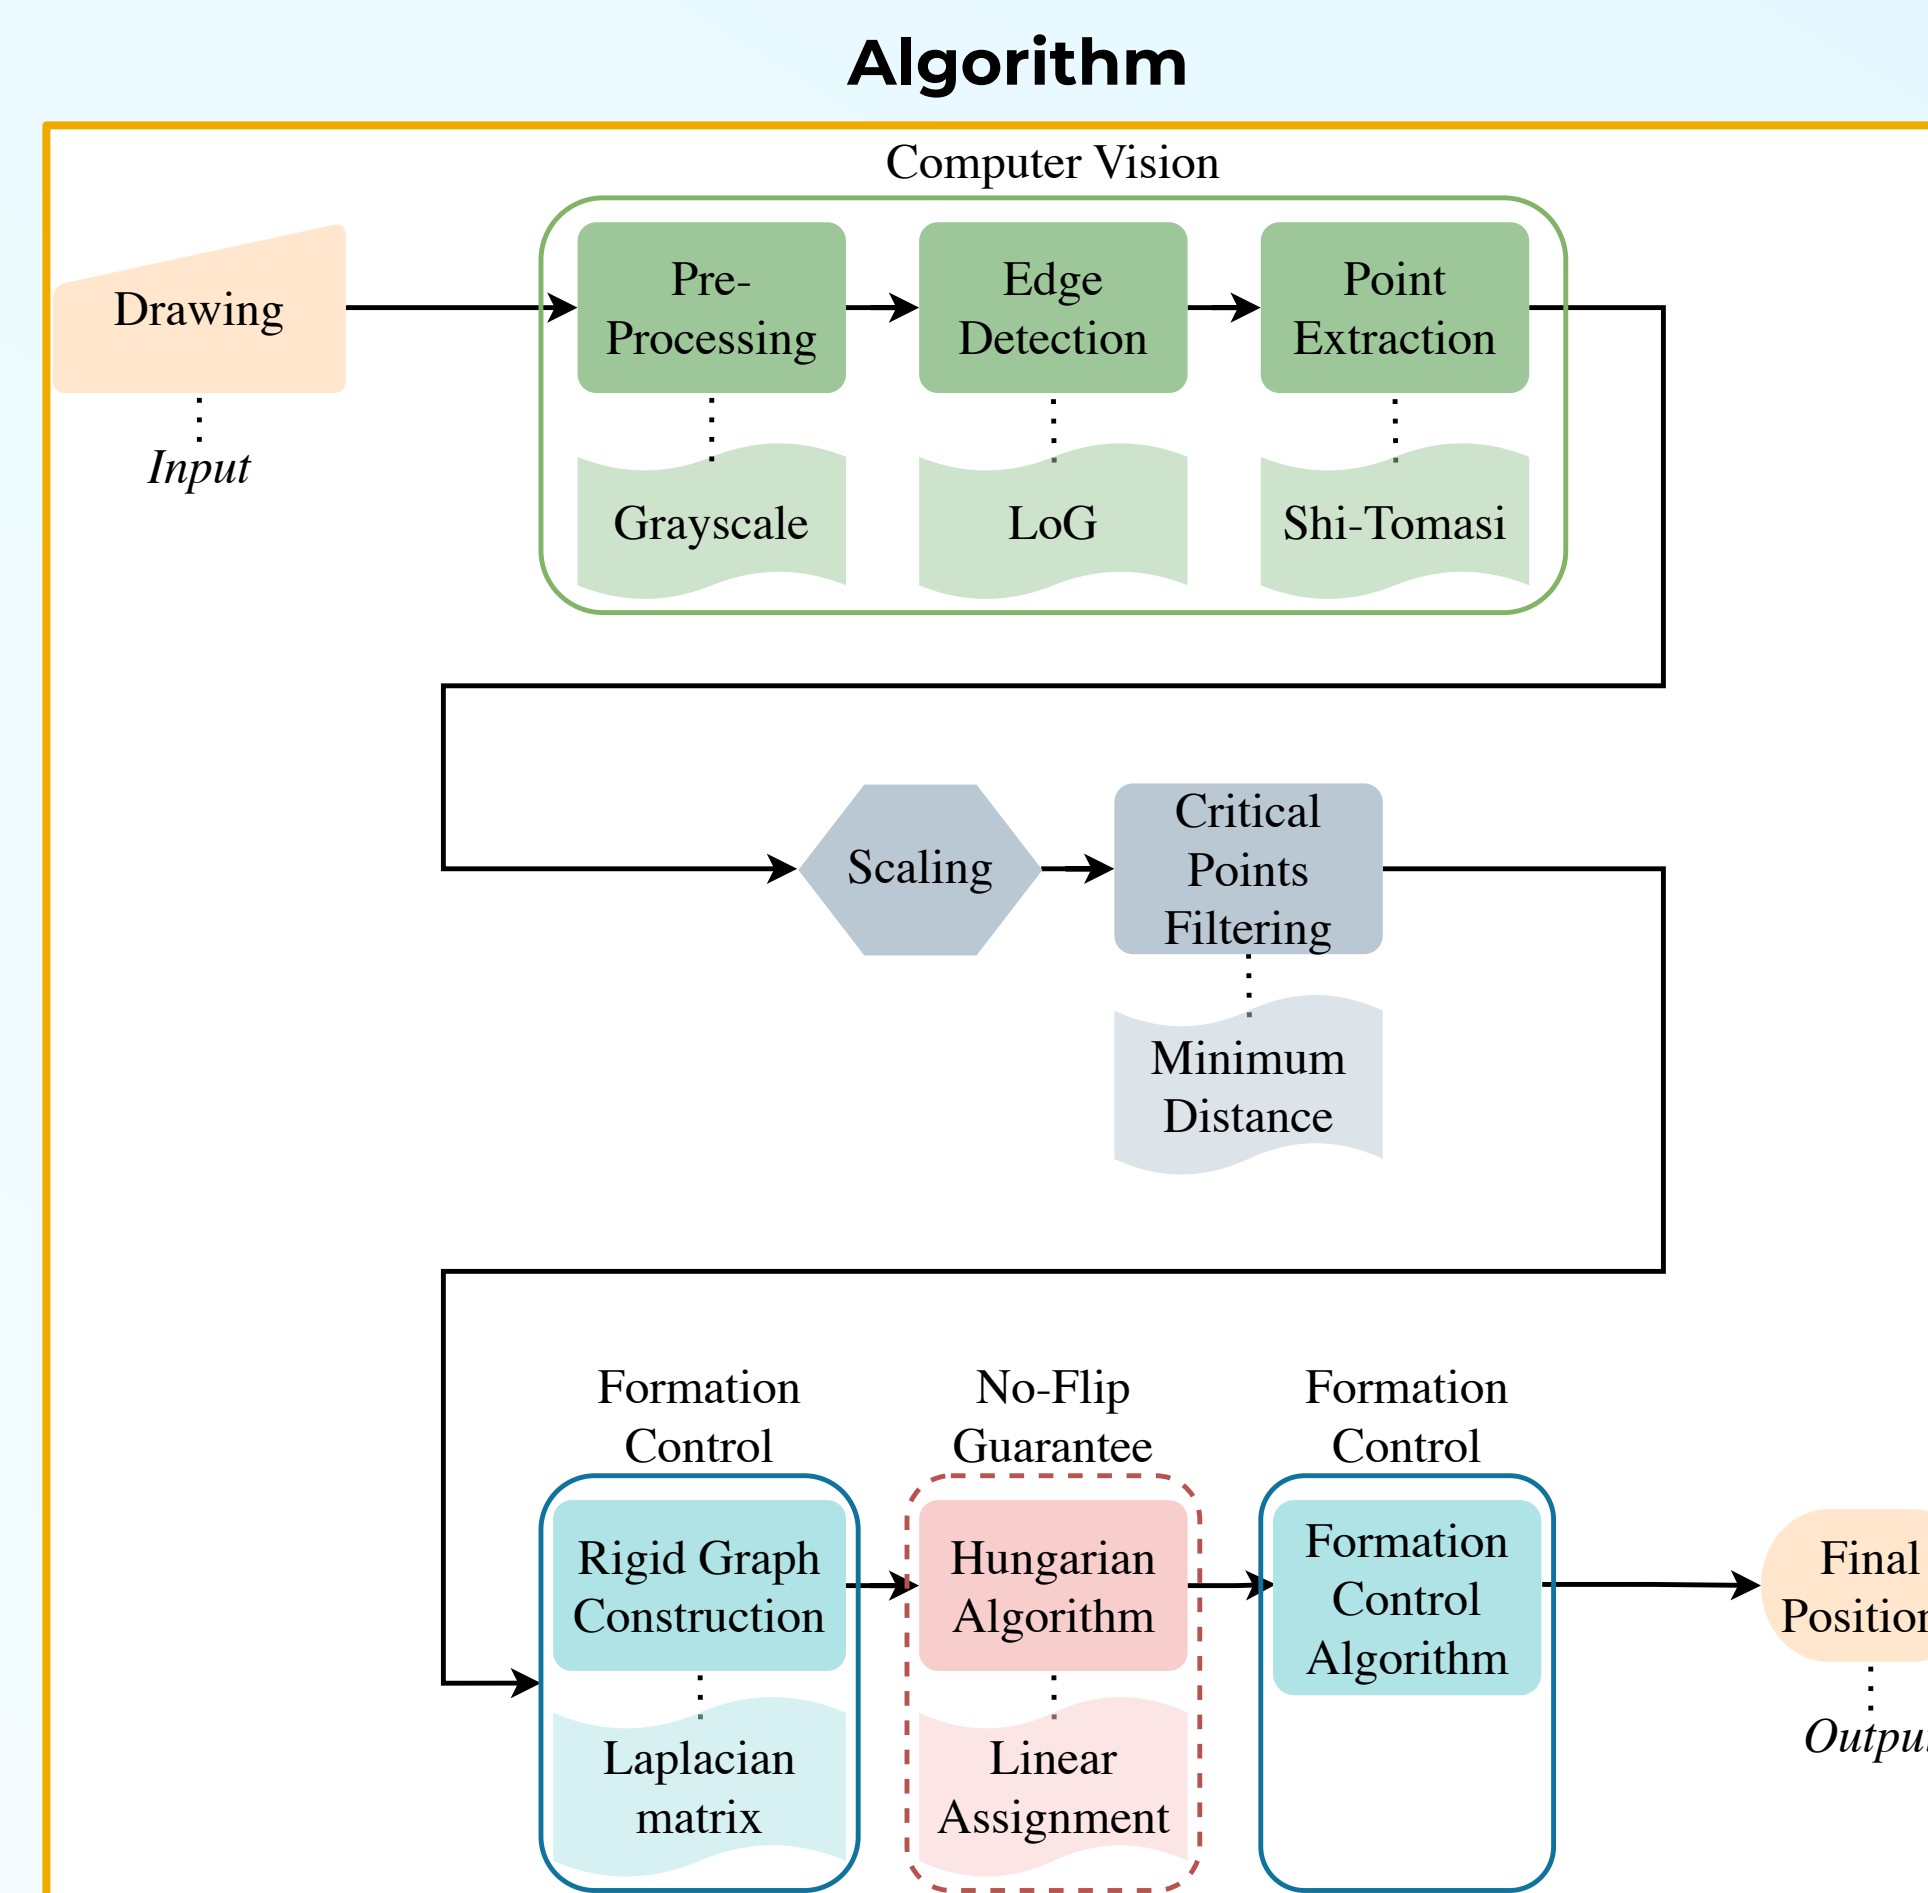 Algorithm
Computer Vision
Drawing
Input
Pre-
Processing
Edge
Detection
Point
Extraction
Grayscale
LoG
Shi-Tomasi
Scaling
Critical
Points
Filtering
Minimum
Distance
Formation
Control
No-Flip
Guarantee
Formation
Control
Rigid Graph
Construction
Hungarian
Algorithm
Formation
Control
Algorithm
Final
Laplacian
matrix
Linear
Assignment